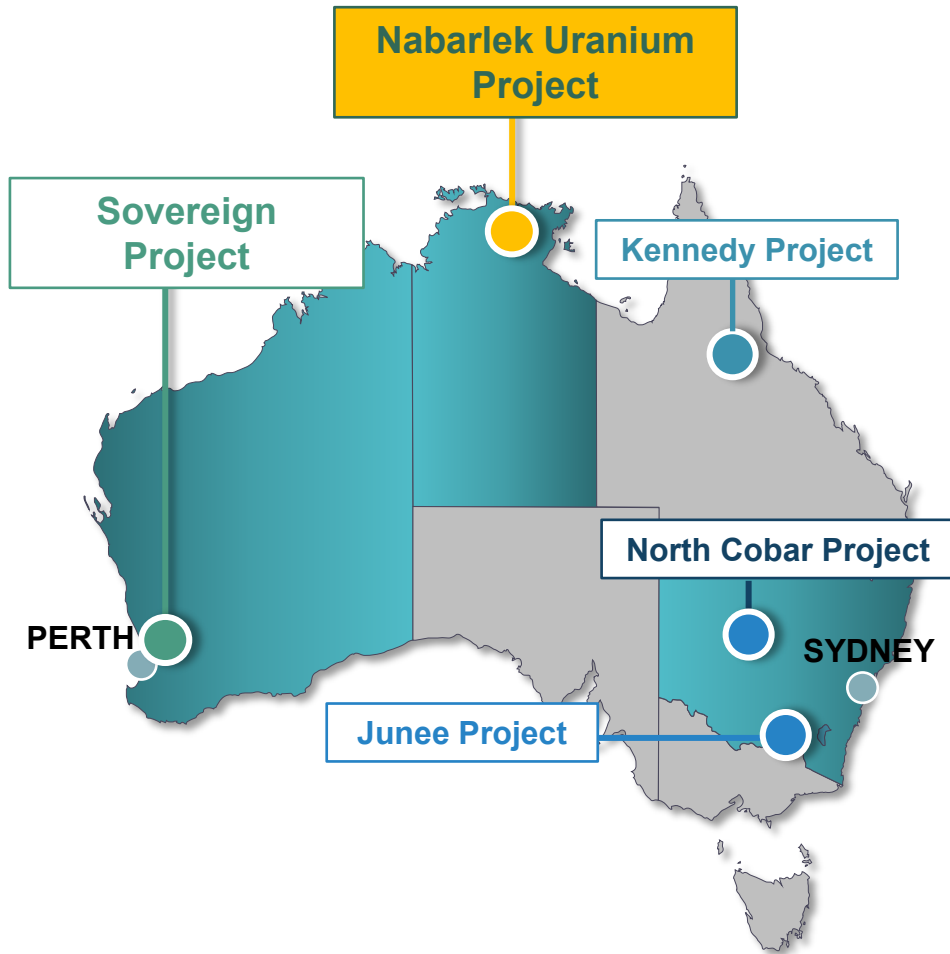 Nabarlek Uranium
Project
Sovereign
Project
Kennedy Project
North Cobar Project
PERTH
SYDNEY
Junee Project